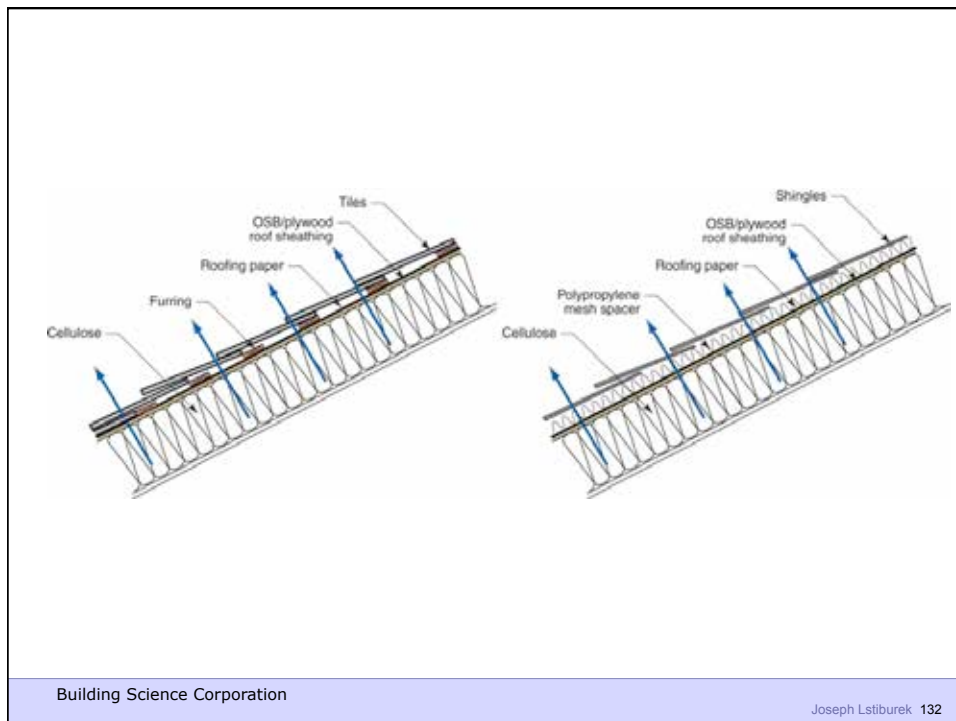 Tiles
OSB/plywood
roof sheathing
Roofing paper
Furring
Cellulose
Shingles
OSB/plywood
roof sheathing
Roofing paper
Polypropylene
mesh spacer
Cellulose
Building Science Corporation
Joseph Lstiburek 132